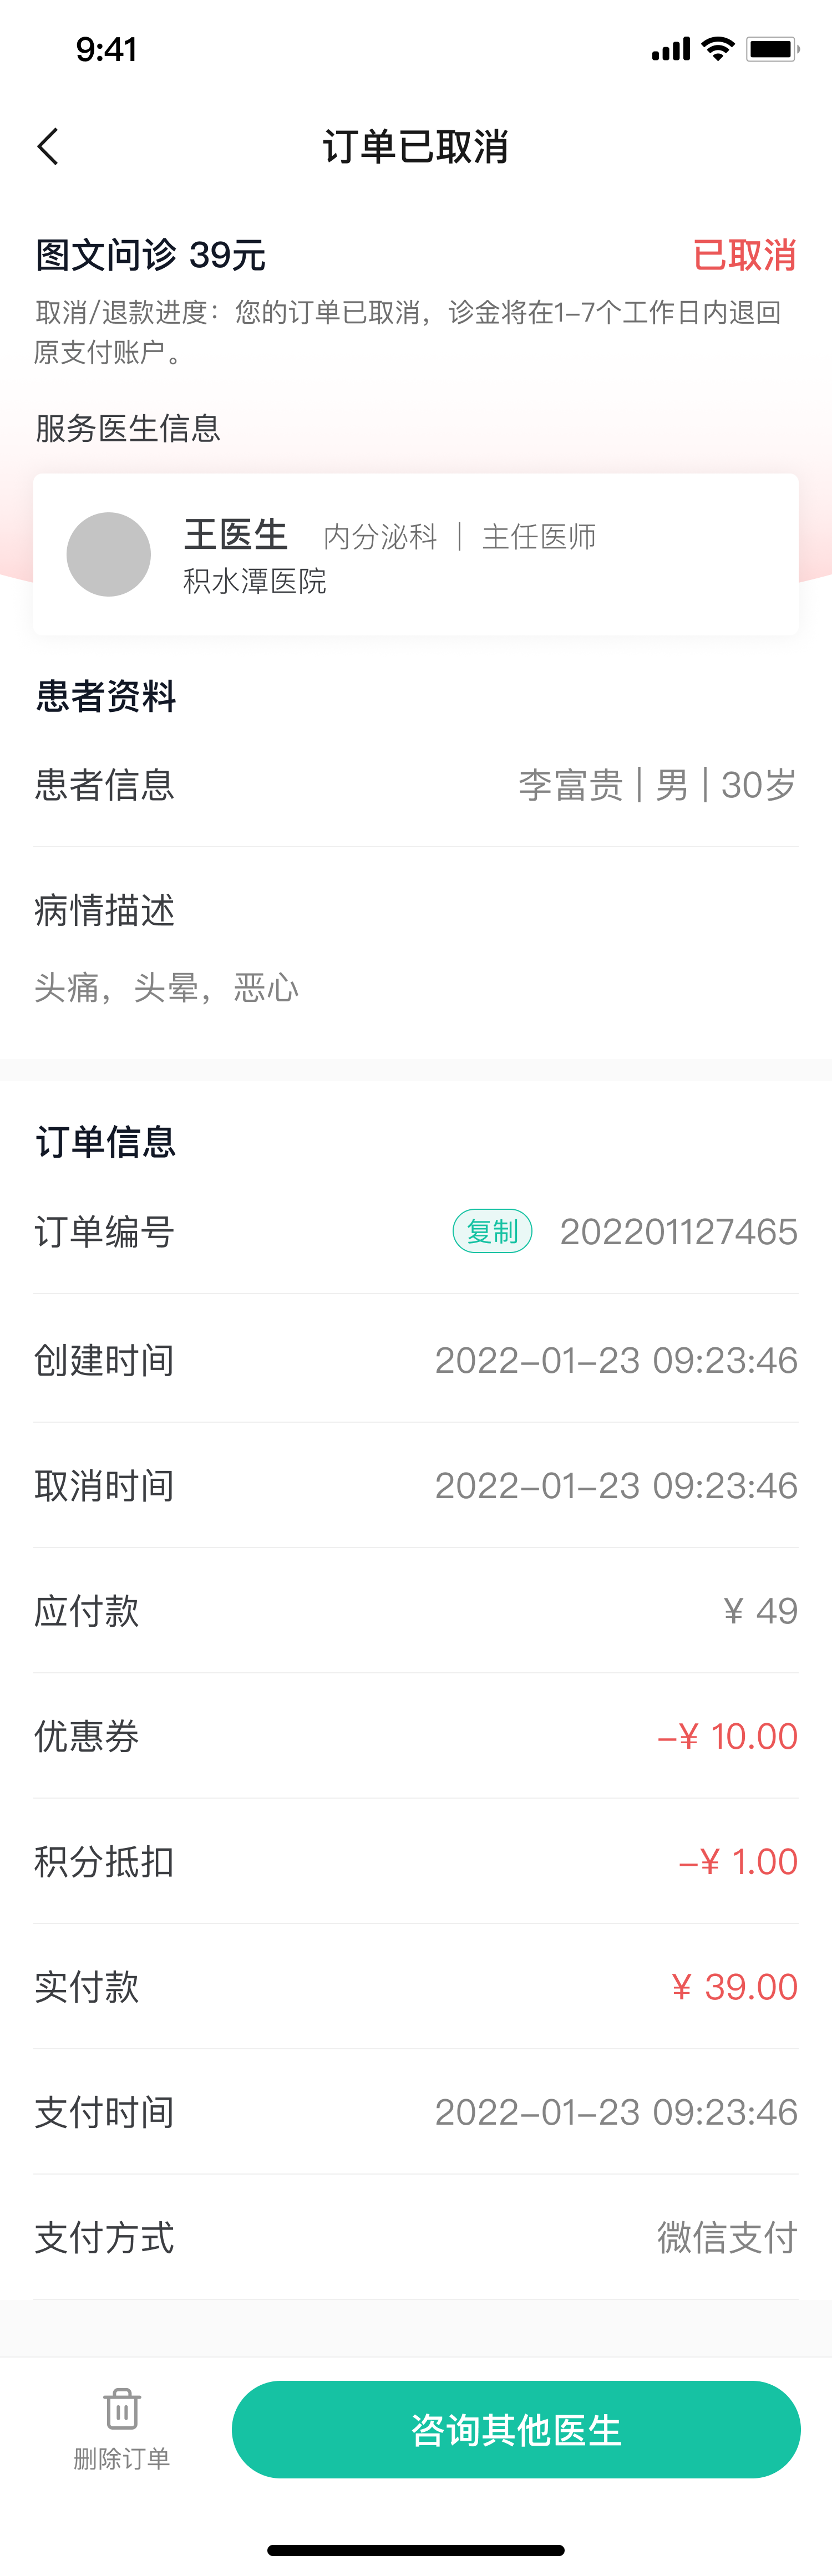 9:41
订单已取消
图文问诊 39元 已取消
取消/退款进度：您的订单已取消，诊金将在1-7个工作日内退回
原支付账户。
服务医生信息
王医生 内分泌科 | 主任医师
积水潭医院
患者资料
患者信息 李富贵 | 男 | 30岁
病情描述
头痛，头晕，恶心
订单信息
订单编号 复制 202201127465
创建时间 2022-01-23 09:23:46
取消时间 2022-01-23 09:23:46
应付款 ¥ 49
优惠券 -¥ 10.00
积分抵扣 -¥ 1.00
实付款 ¥ 39.00
支付时间 2022-01-23 09:23:46
支付方式 微信支付
删除订单 咨询其他医生